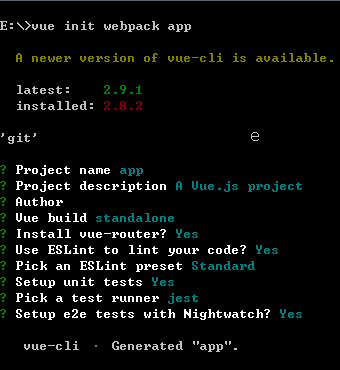 E:\>vue init webpack app
A newer version of vue-cli is available.
latest: 2.9.1
installed: 2.8.2
'git'
? Project name app
? Project description A Vue.js project
? Author
? Vue build standalone
? Install vue-router? Yes
? Use ESLint to lint your code? Yes
? Pick an ESLint preset Standard
? Setup unit tests Yes
? Pick a test runner jest
? Setup e2e tests with Nightwatch? Yes
vue-cli · Generated "app".